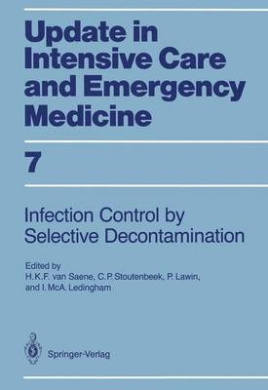 Update in
Intensive Care
and Emergency
Medicine
7
Infection Control by
Selective Decontamination
Edited by
H.K.F. van Saene, C.P. Stoutenbeek, P. Lawin,
and I. McA. Ledingham
Springer-Verlag